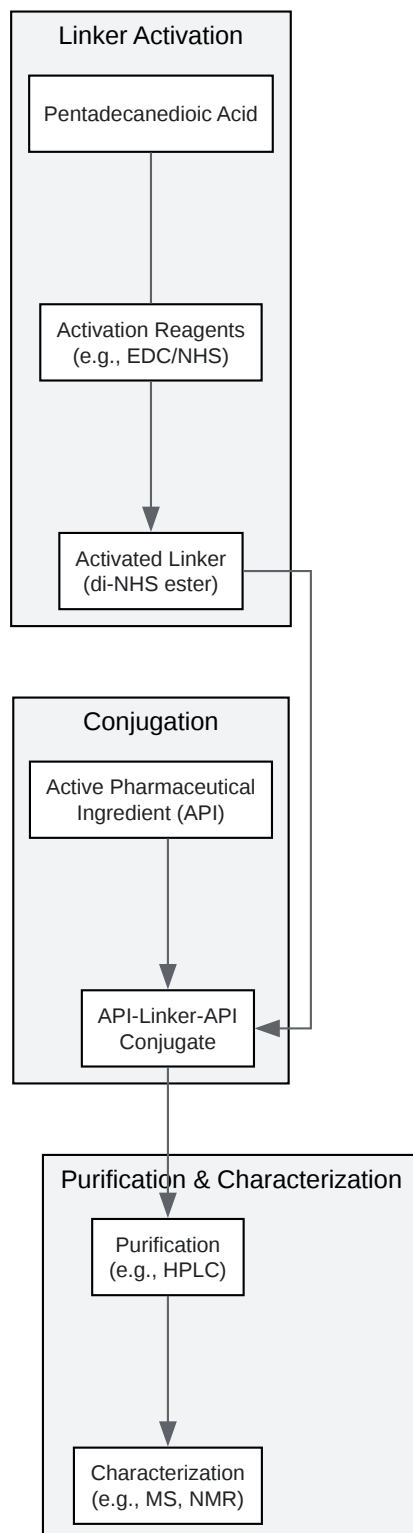 Linker Activation
Pentadecanedioic Acid
Activation Reagents
(e.g., EDC/NHS)
Activated Linker
(di-NHS ester)
Conjugation
Active Pharmaceutical
Ingredient (API)
API-Linker-API
Conjugate
Purification & Characterization
Purification
(e.g., HPLC)
Characterization
(e.g., MS, NMR)